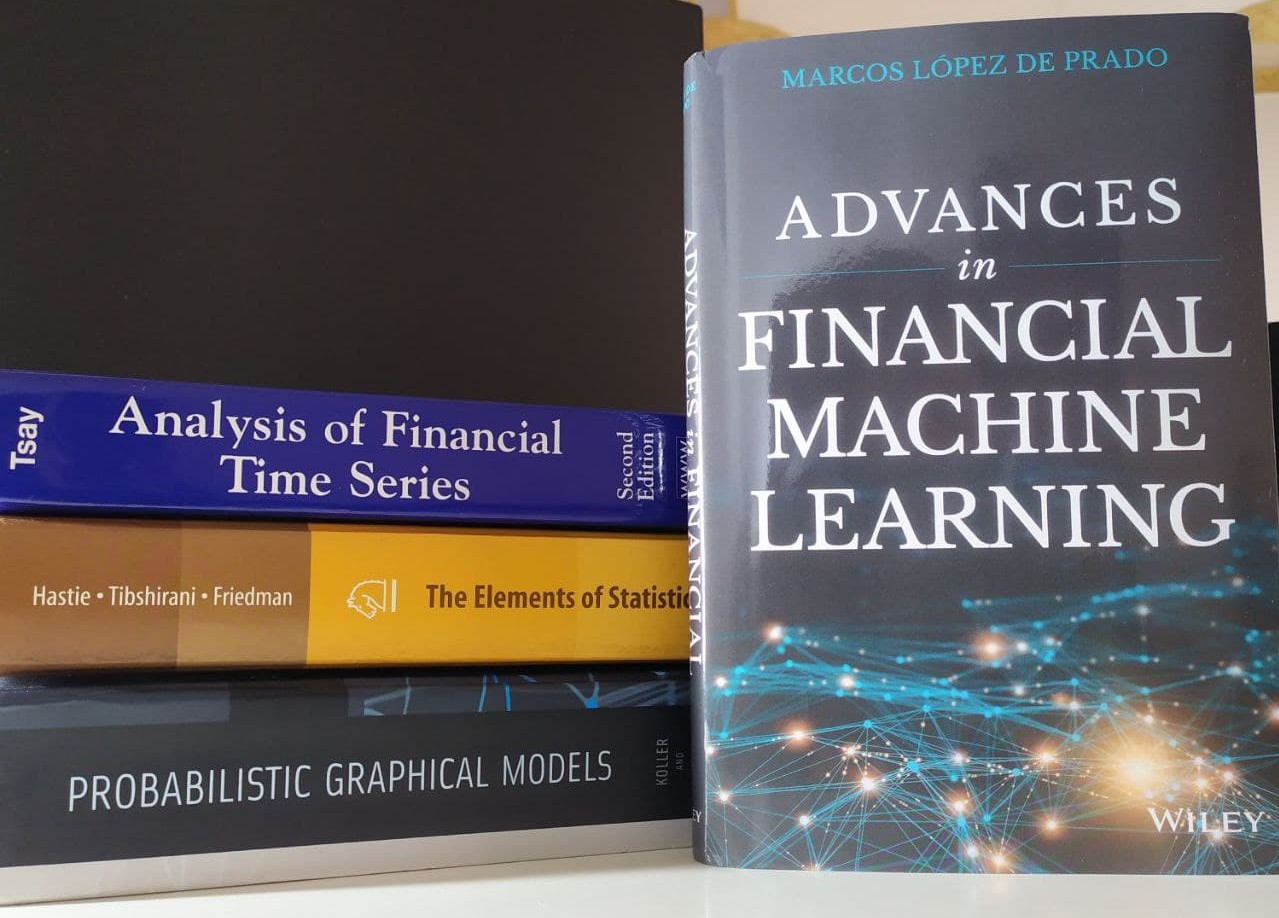 Tsay
Analysis of Financial
Time Series
Second
Edition
Hastie • Tibshirani • Friedman
The Elements of
PROBABILISTIC GRAPHICAL MODELS
KOLLER
AND
ADVANCES in FINANCIAL
MARCOS LÓPEZ DE PRADO
ADVANCES
in
FINANCIAL
MACHINE
LEARNING
WILEY